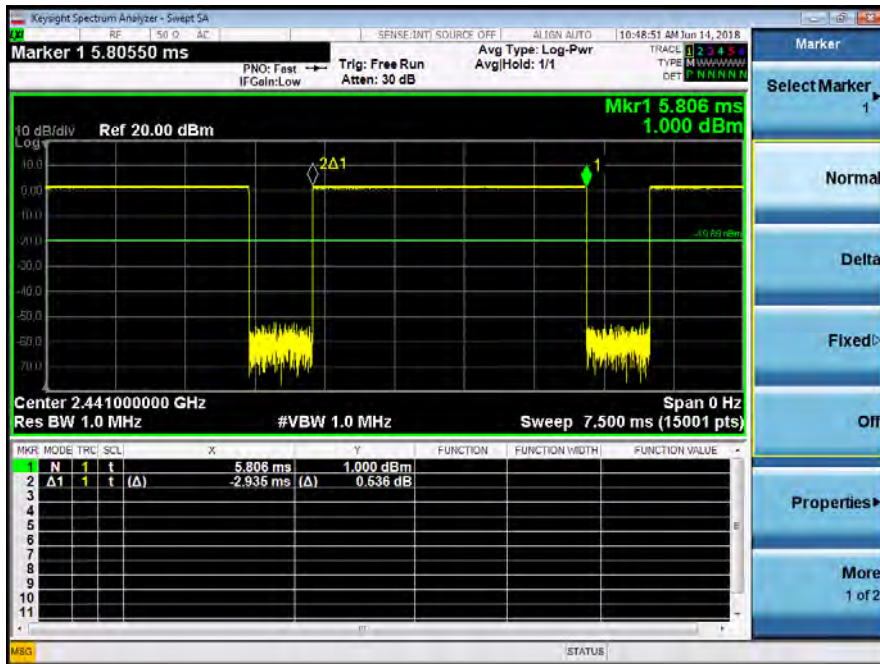 Keysight Spectrum Analyzer - Swept SA
RF 50 Ω AC SENSE:INT SOURCE OFF ALIGN AUTO 10:48:51 AM Jun 14, 2018
Marker 1 5.80550 ms
PNO: Fast
IFGain:Low
Trig: Free Run
Atten: 30 dB
Avg Type: Log-Pwr
Avg|Hold: 1/1
TRACE 1 2 3 4 5 6
TYPE M W W W W W
DET P N N N N N
Mkr1 5.806 ms
1.000 dBm
10 dB/div Ref 20.00 dBm
Log
10.0
0.00
-10.0
-20.0
-30.0
-40.0
-50.0
-60.0
-70.0
2Δ1
1
Center 2.441000000 GHz Span 0 Hz
Res BW 1.0 MHz #VBW 1.0 MHz Sweep 7.500 ms (15001 pts)
MKR MODE TRC SCL X Y FUNCTION FUNCTION WIDTH FUNCTION VALUE
1 N 1 t 5.806 ms 1.000 dBm
2 Δ1 1 t (Δ) -2.935 ms (Δ) 0.536 dB
3
4
5
6
7
8
9
10
11
MSG STATUS
Marker
Select Marker
1
Normal
Delta
Fixed
Off
Properties
More
1 of 2